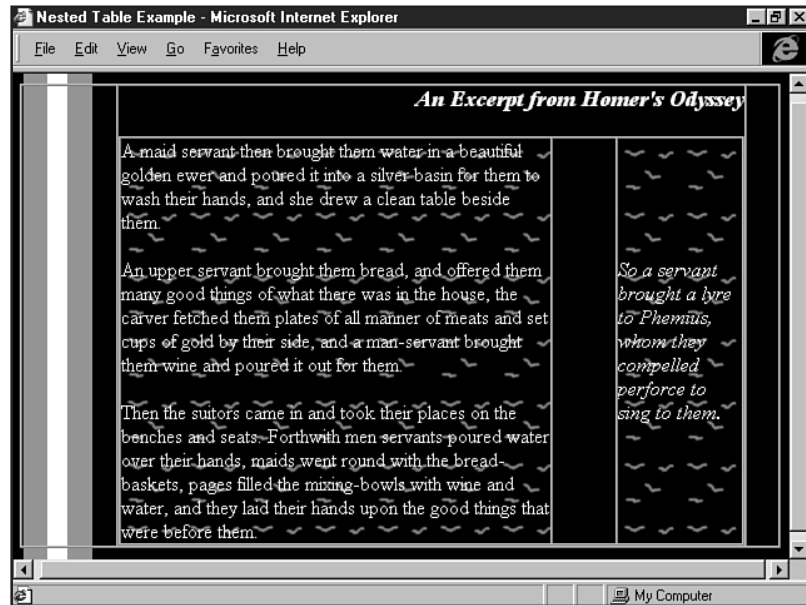 Nested Table Example - Microsoft Internet Explorer
File Edit View Go Favorites Help
An Excerpt from Homer's Odyssey
A maid servant then brought them water in a beautiful
golden ewer and poured it into a silver basin for them to
wash their hands, and she drew a clean table beside
them.
An upper servant brought them bread, and offered them
many good things of what there was in the house, the
carver fetched them plates of all manner of meats and set
cups of gold by their side, and a man-servant brought
them wine and poured it out for them.
Then the suitors came in and took their places on the
benches and seats. Forthwith men servants poured water
over their hands, maids went round with the bread-
baskets, pages filled the mixing-bowls with wine and
water, and they laid their hands upon the good things that
were before them.
So a servant
brought a lyre
to Phemius,
whom they
compelled
perforce to
sing to them.
My Computer